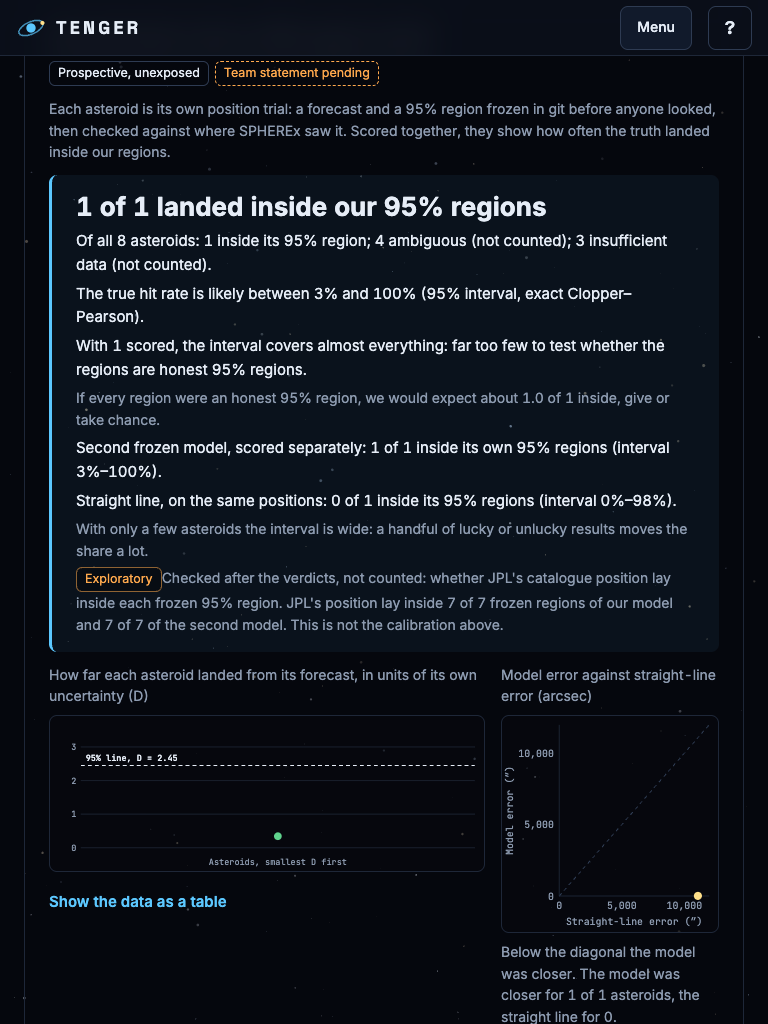 TENGER
Menu
?
Prospective, unexposed
Team statement pending
Each asteroid is its own position trial: a forecast and a 95% region frozen in git before anyone looked,
then checked against where SPHEREx saw it. Scored together, they show how often the truth landed
inside our regions.
1 of 1 landed inside our 95% regions
Of all 8 asteroids: 1 inside its 95% region; 4 ambiguous (not counted); 3 insufficient
data (not counted).
The true hit rate is likely between 3% and 100% (95% interval, exact Clopper–
Pearson).
With 1 scored, the interval covers almost everything: far too few to test whether the
regions are honest 95% regions.
If every region were an honest 95% region, we would expect about 1.0 of 1 inside, give or
take chance.
Second frozen model, scored separately: 1 of 1 inside its own 95% regions (interval
3%–100%).
Straight line, on the same positions: 0 of 1 inside its 95% regions (interval 0%–98%).
With only a few asteroids the interval is wide: a handful of lucky or unlucky results moves the
share a lot.
Exploratory Checked after the verdicts, not counted: whether JPL's catalogue position lay
inside each frozen 95% region. JPL's position lay inside 7 of 7 frozen regions of our model
and 7 of 7 of the second model. This is not the calibration above.
How far each asteroid landed from its forecast, in units of its own
uncertainty (D)
3
95% line, D = 2.45
2
1
0
Asteroids, smallest D first
Show the data as a table
Model error against straight-line
error (arcsec)
Model error (″)
10,000
5,000
0
0 5,000 10,000
Straight-line error (″)
Below the diagonal the model
was closer. The model was
closer for 1 of 1 asteroids, the
straight line for 0.